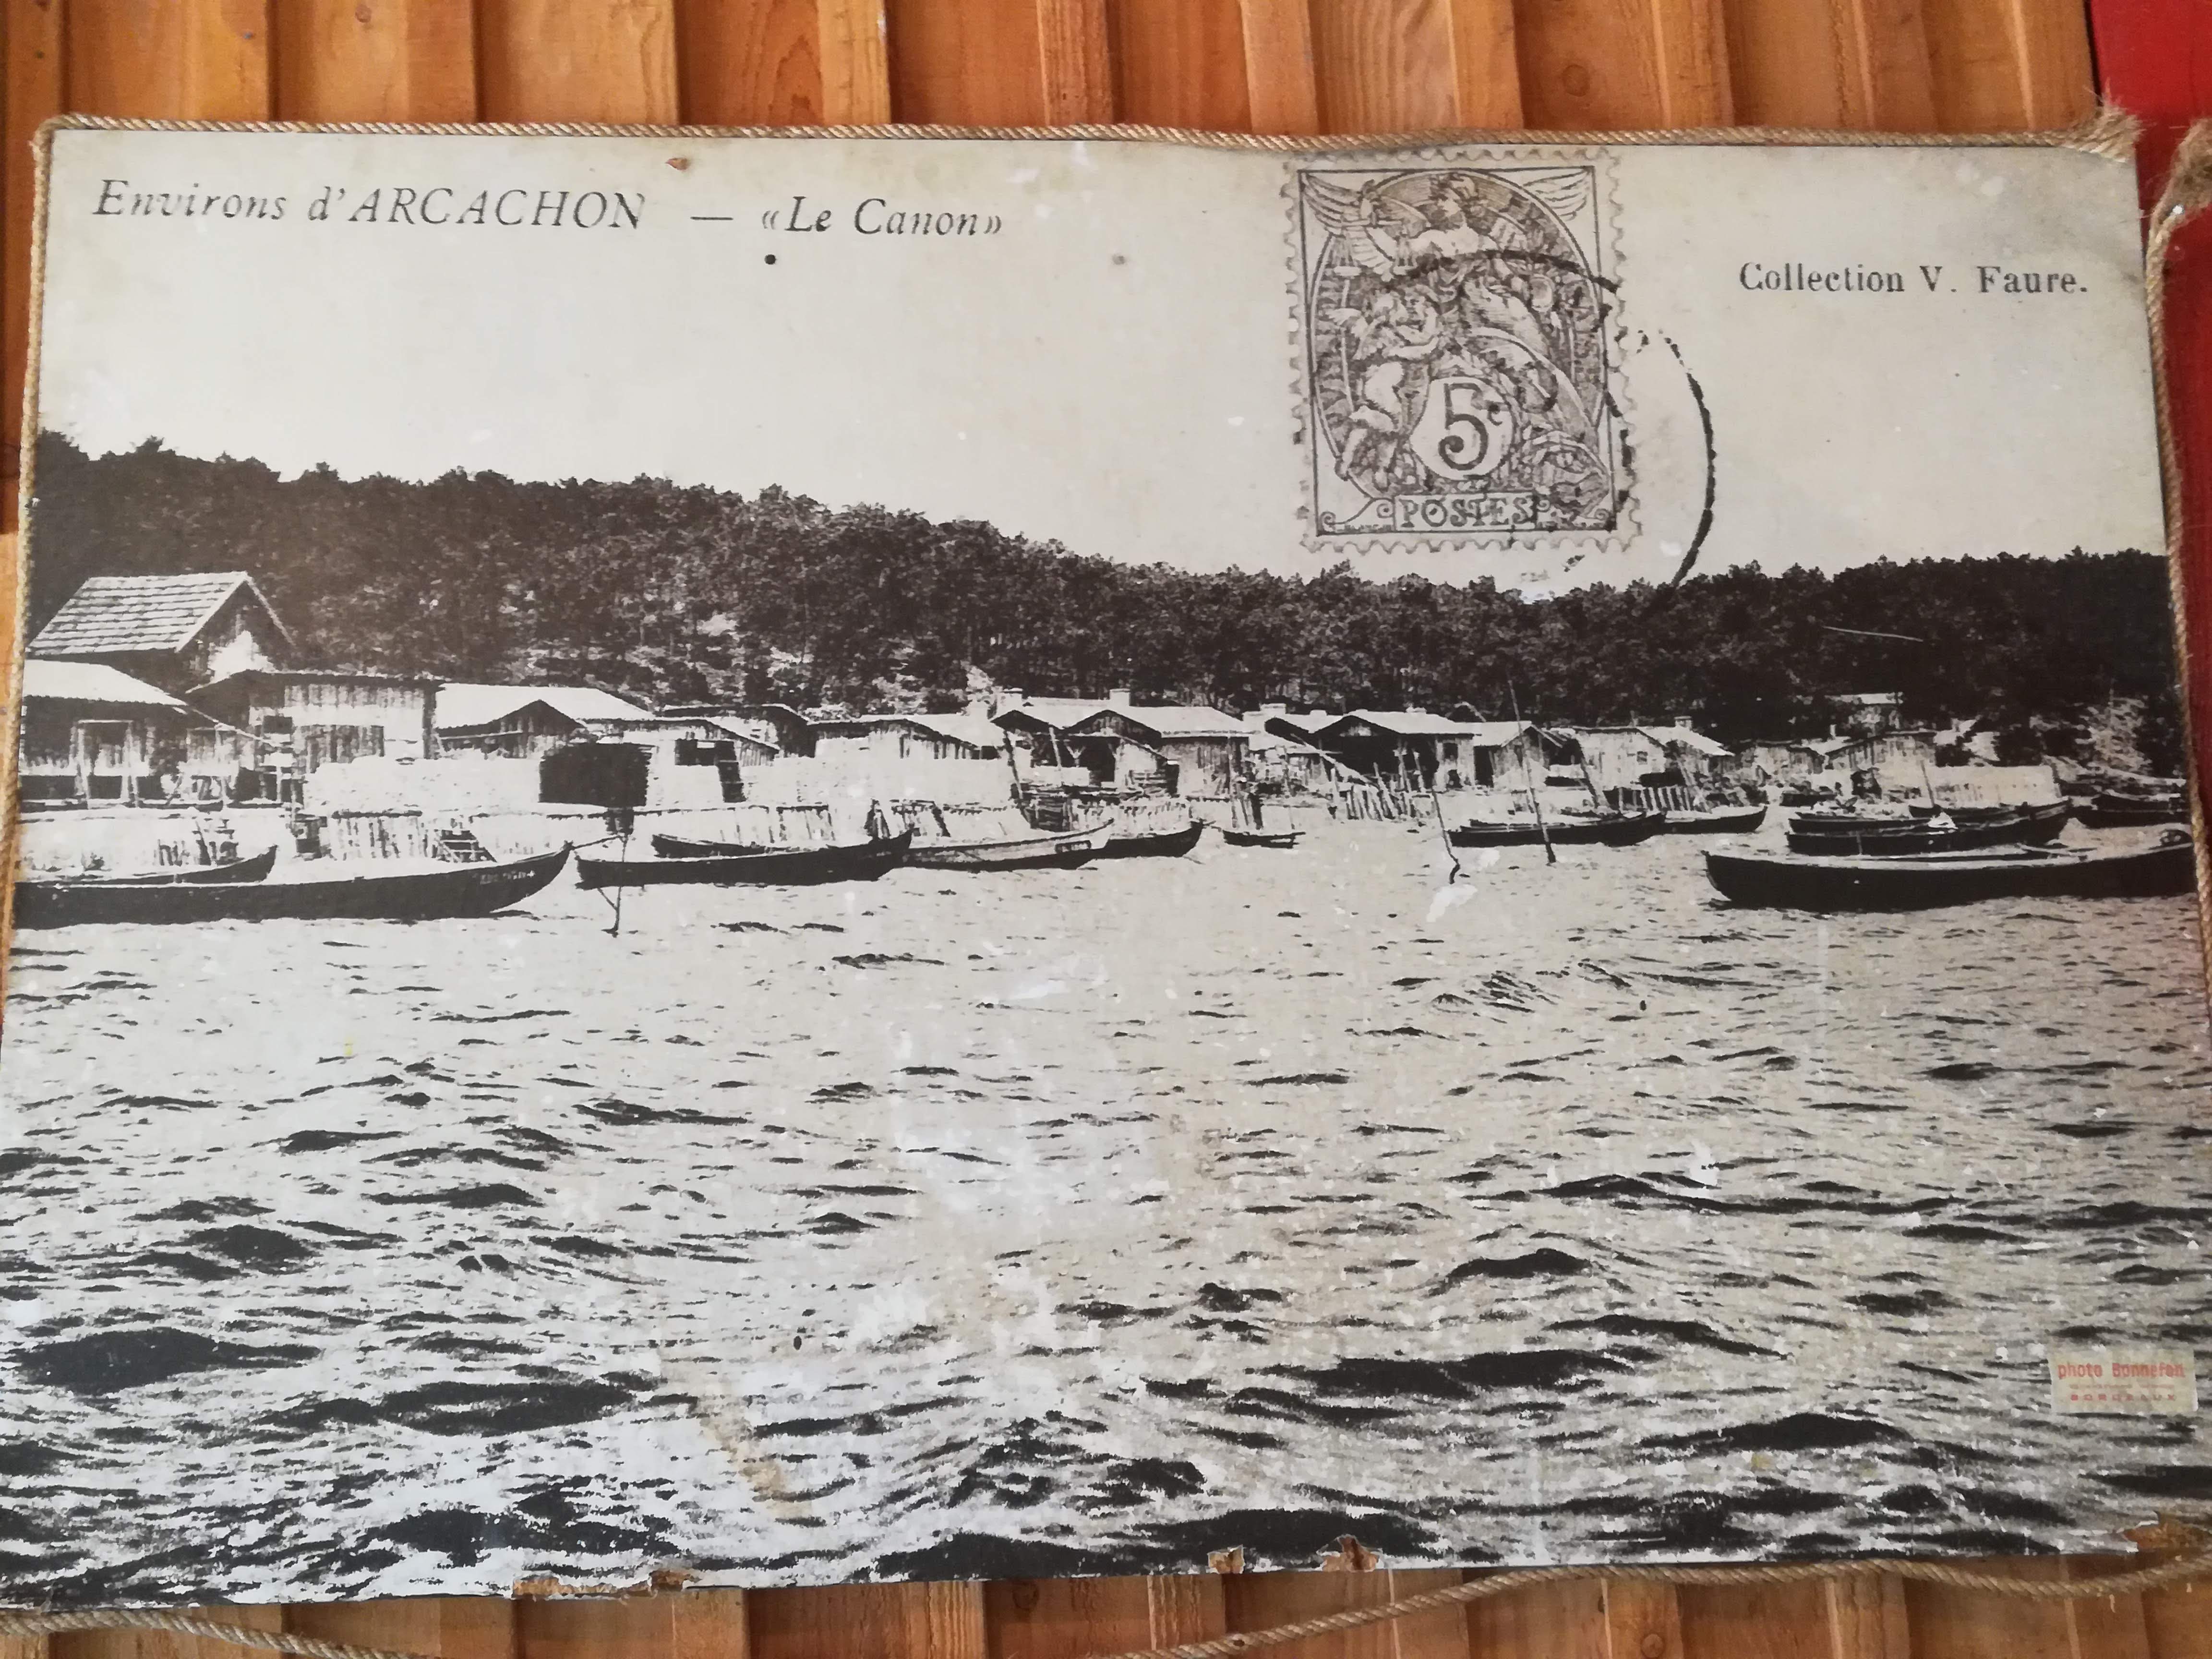 Environs d'ARCACHON — «Le Canon»
Collection V. Faure.
5c
POSTES
photo Bonnefon
BORDEAUX